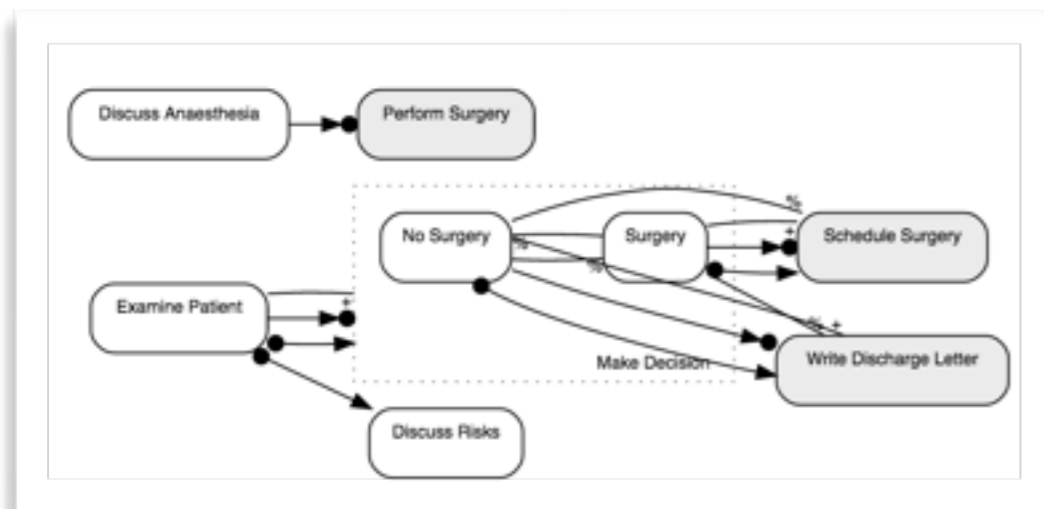 Discuss Anaesthesia
Perform Surgery
%
No Surgery
Surgery
+
Schedule Surgery
%
%
Examine Patient
+
% +
Make Decision
Write Discharge Letter
Discuss Risks